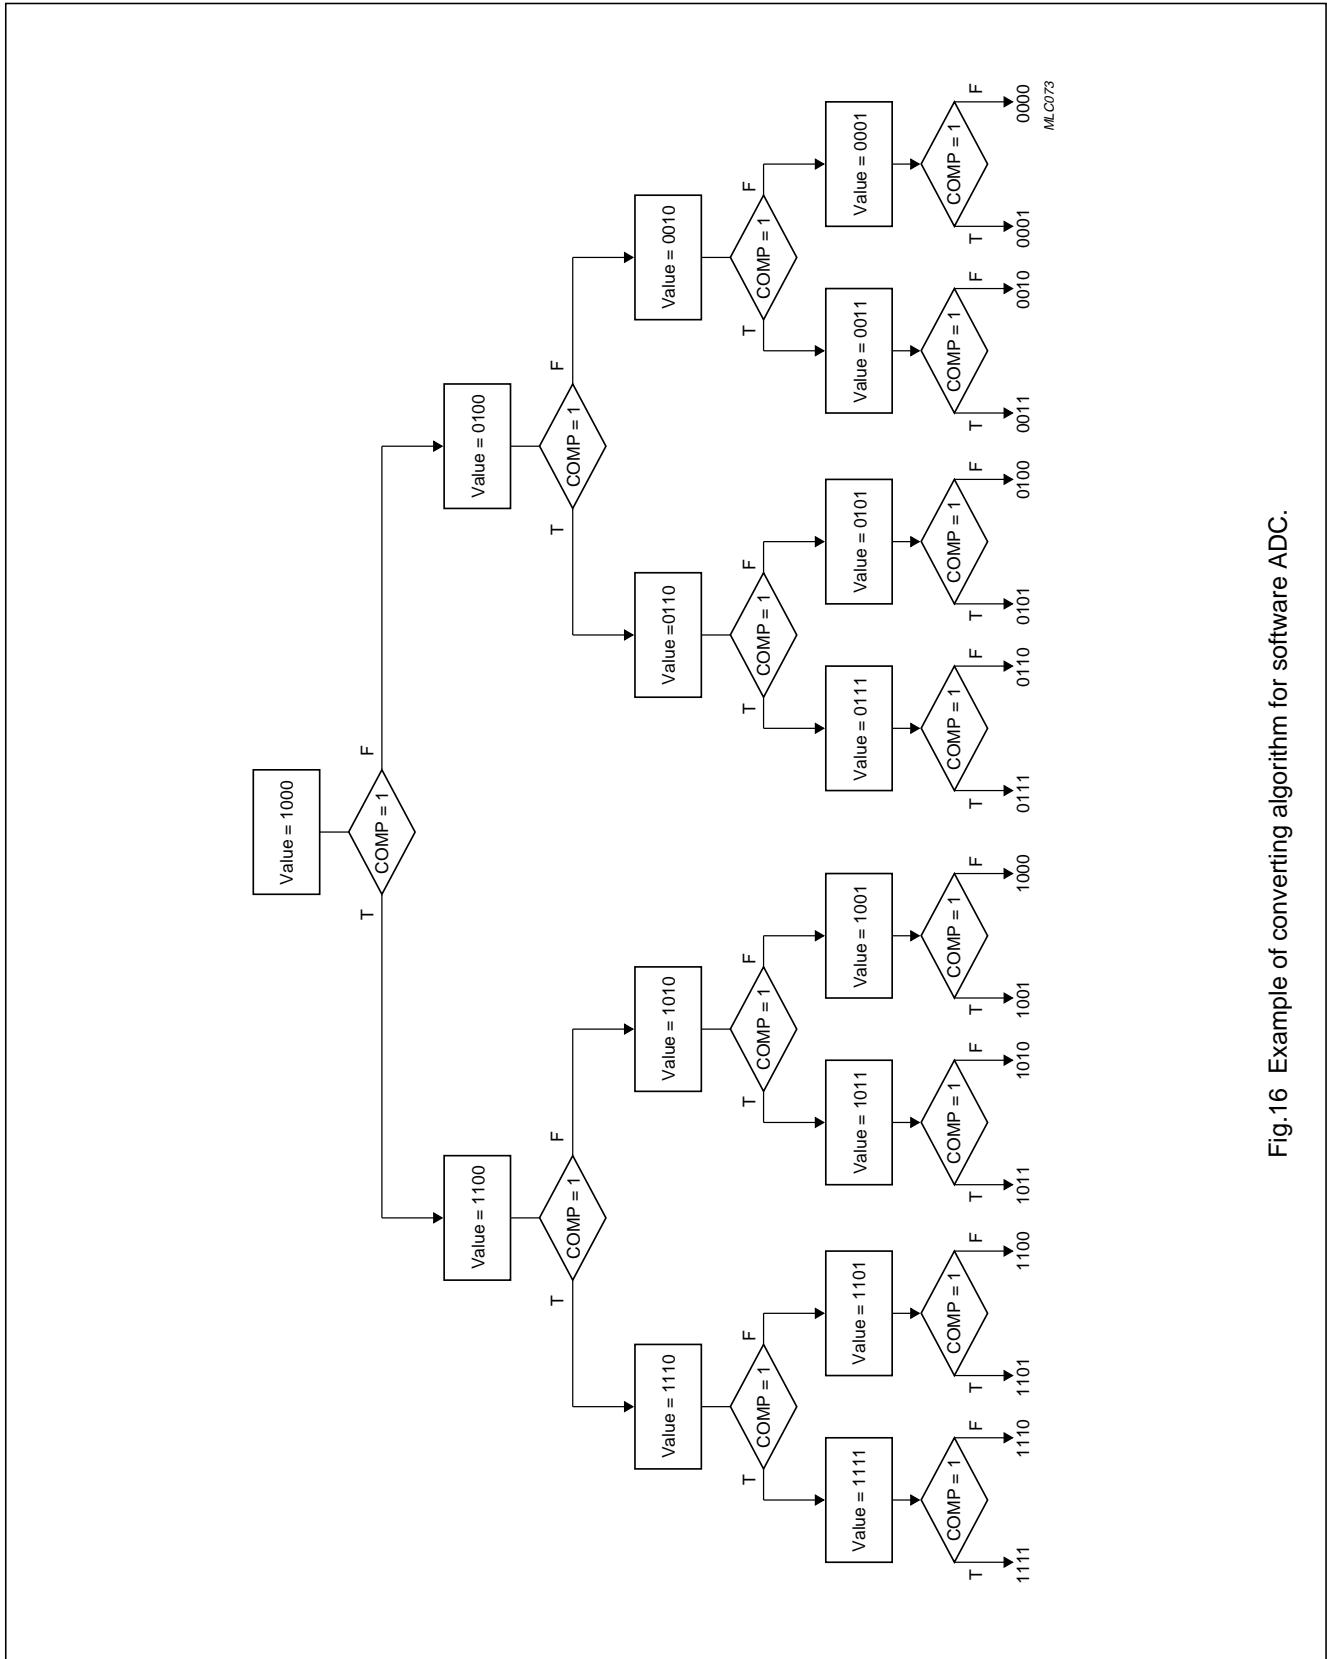 Value = 1000
T
COMP = 1
F
Value = 1100
Value = 0100
T
COMP = 1
F
T
COMP = 1
F
Value = 1110
Value = 1010
Value =0110
Value = 0010
T
COMP = 1
F
T
COMP = 1
F
T
COMP = 1
F
T
COMP = 1
F
Value = 1111
Value = 1101
Value = 1011
Value = 1001
Value = 0111
Value = 0101
Value = 0011
Value = 0001
T
COMP = 1
F
T
COMP = 1
F
T
COMP = 1
F
T
COMP = 1
F
T
COMP = 1
F
T
COMP = 1
F
T
COMP = 1
F
T
COMP = 1
F
1111
1110
1101
1100
1011
1010
1001
1000
0111
0110
0101
0100
0011
0010
0001
0000
MLC073
Fig.16 Example of converting algorithm for software ADC.